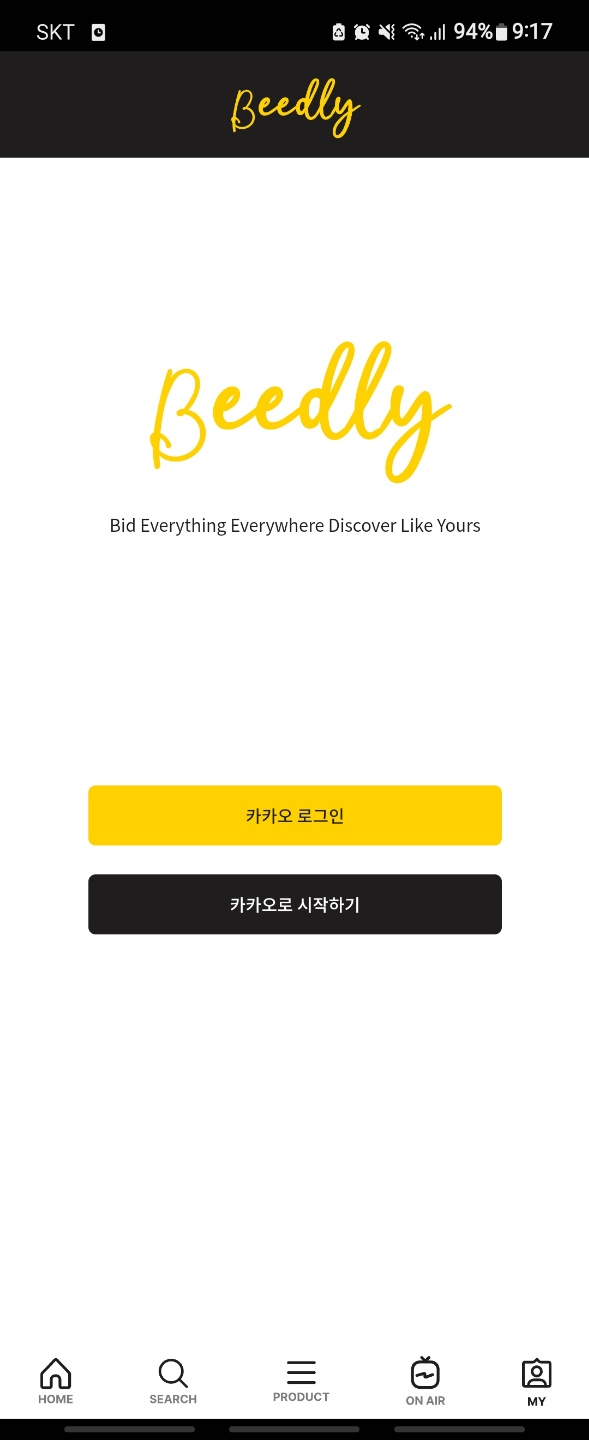 SKT 94% 9:17
Beedly
Beedly
Bid Everything Everywhere Discover Like Yours
카카오 로그인
카카오로 시작하기
HOME SEARCH PRODUCT ON AIR MY